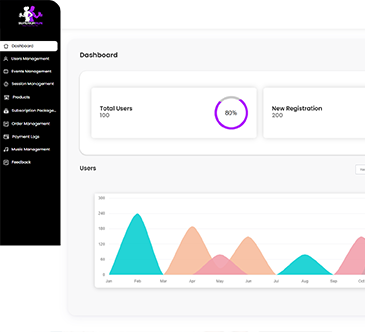 Dashboard
Users Management
Events Management
Session Management
Products
Subscription Package...
Order Management
Payment Logs
Music Management
Feedback
Dashboard
Total Users
100
80%
New Registration
200
Users
300
240
180
120
60
0
Jan
Feb
Mar
Apr
May
Jun
Jul
Aug
Sep
Oct